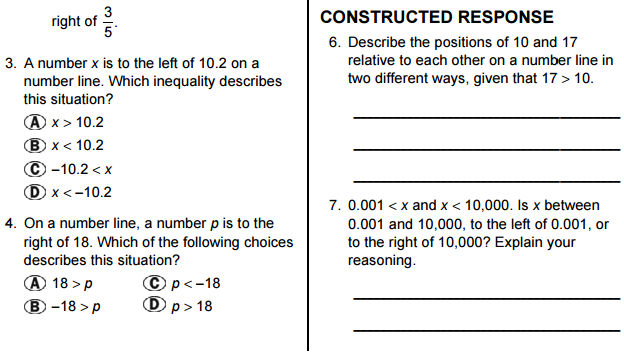 right of 3/5.
3. A number x is to the left of 10.2 on a
number line. Which inequality describes
this situation?
Ⓐ x > 10.2
Ⓑ x < 10.2
Ⓒ –10.2 < x
Ⓓ x < –10.2
4. On a number line, a number p is to the
right of 18. Which of the following choices
describes this situation?
Ⓐ 18 > p
Ⓒ p < –18
Ⓑ –18 > p
Ⓓ p > 18
CONSTRUCTED RESPONSE
6. Describe the positions of 10 and 17
relative to each other on a number line in
two different ways, given that 17 > 10.
7. 0.001 < x and x < 10,000. Is x between
0.001 and 10,000, to the left of 0.001, or
to the right of 10,000? Explain your
reasoning.